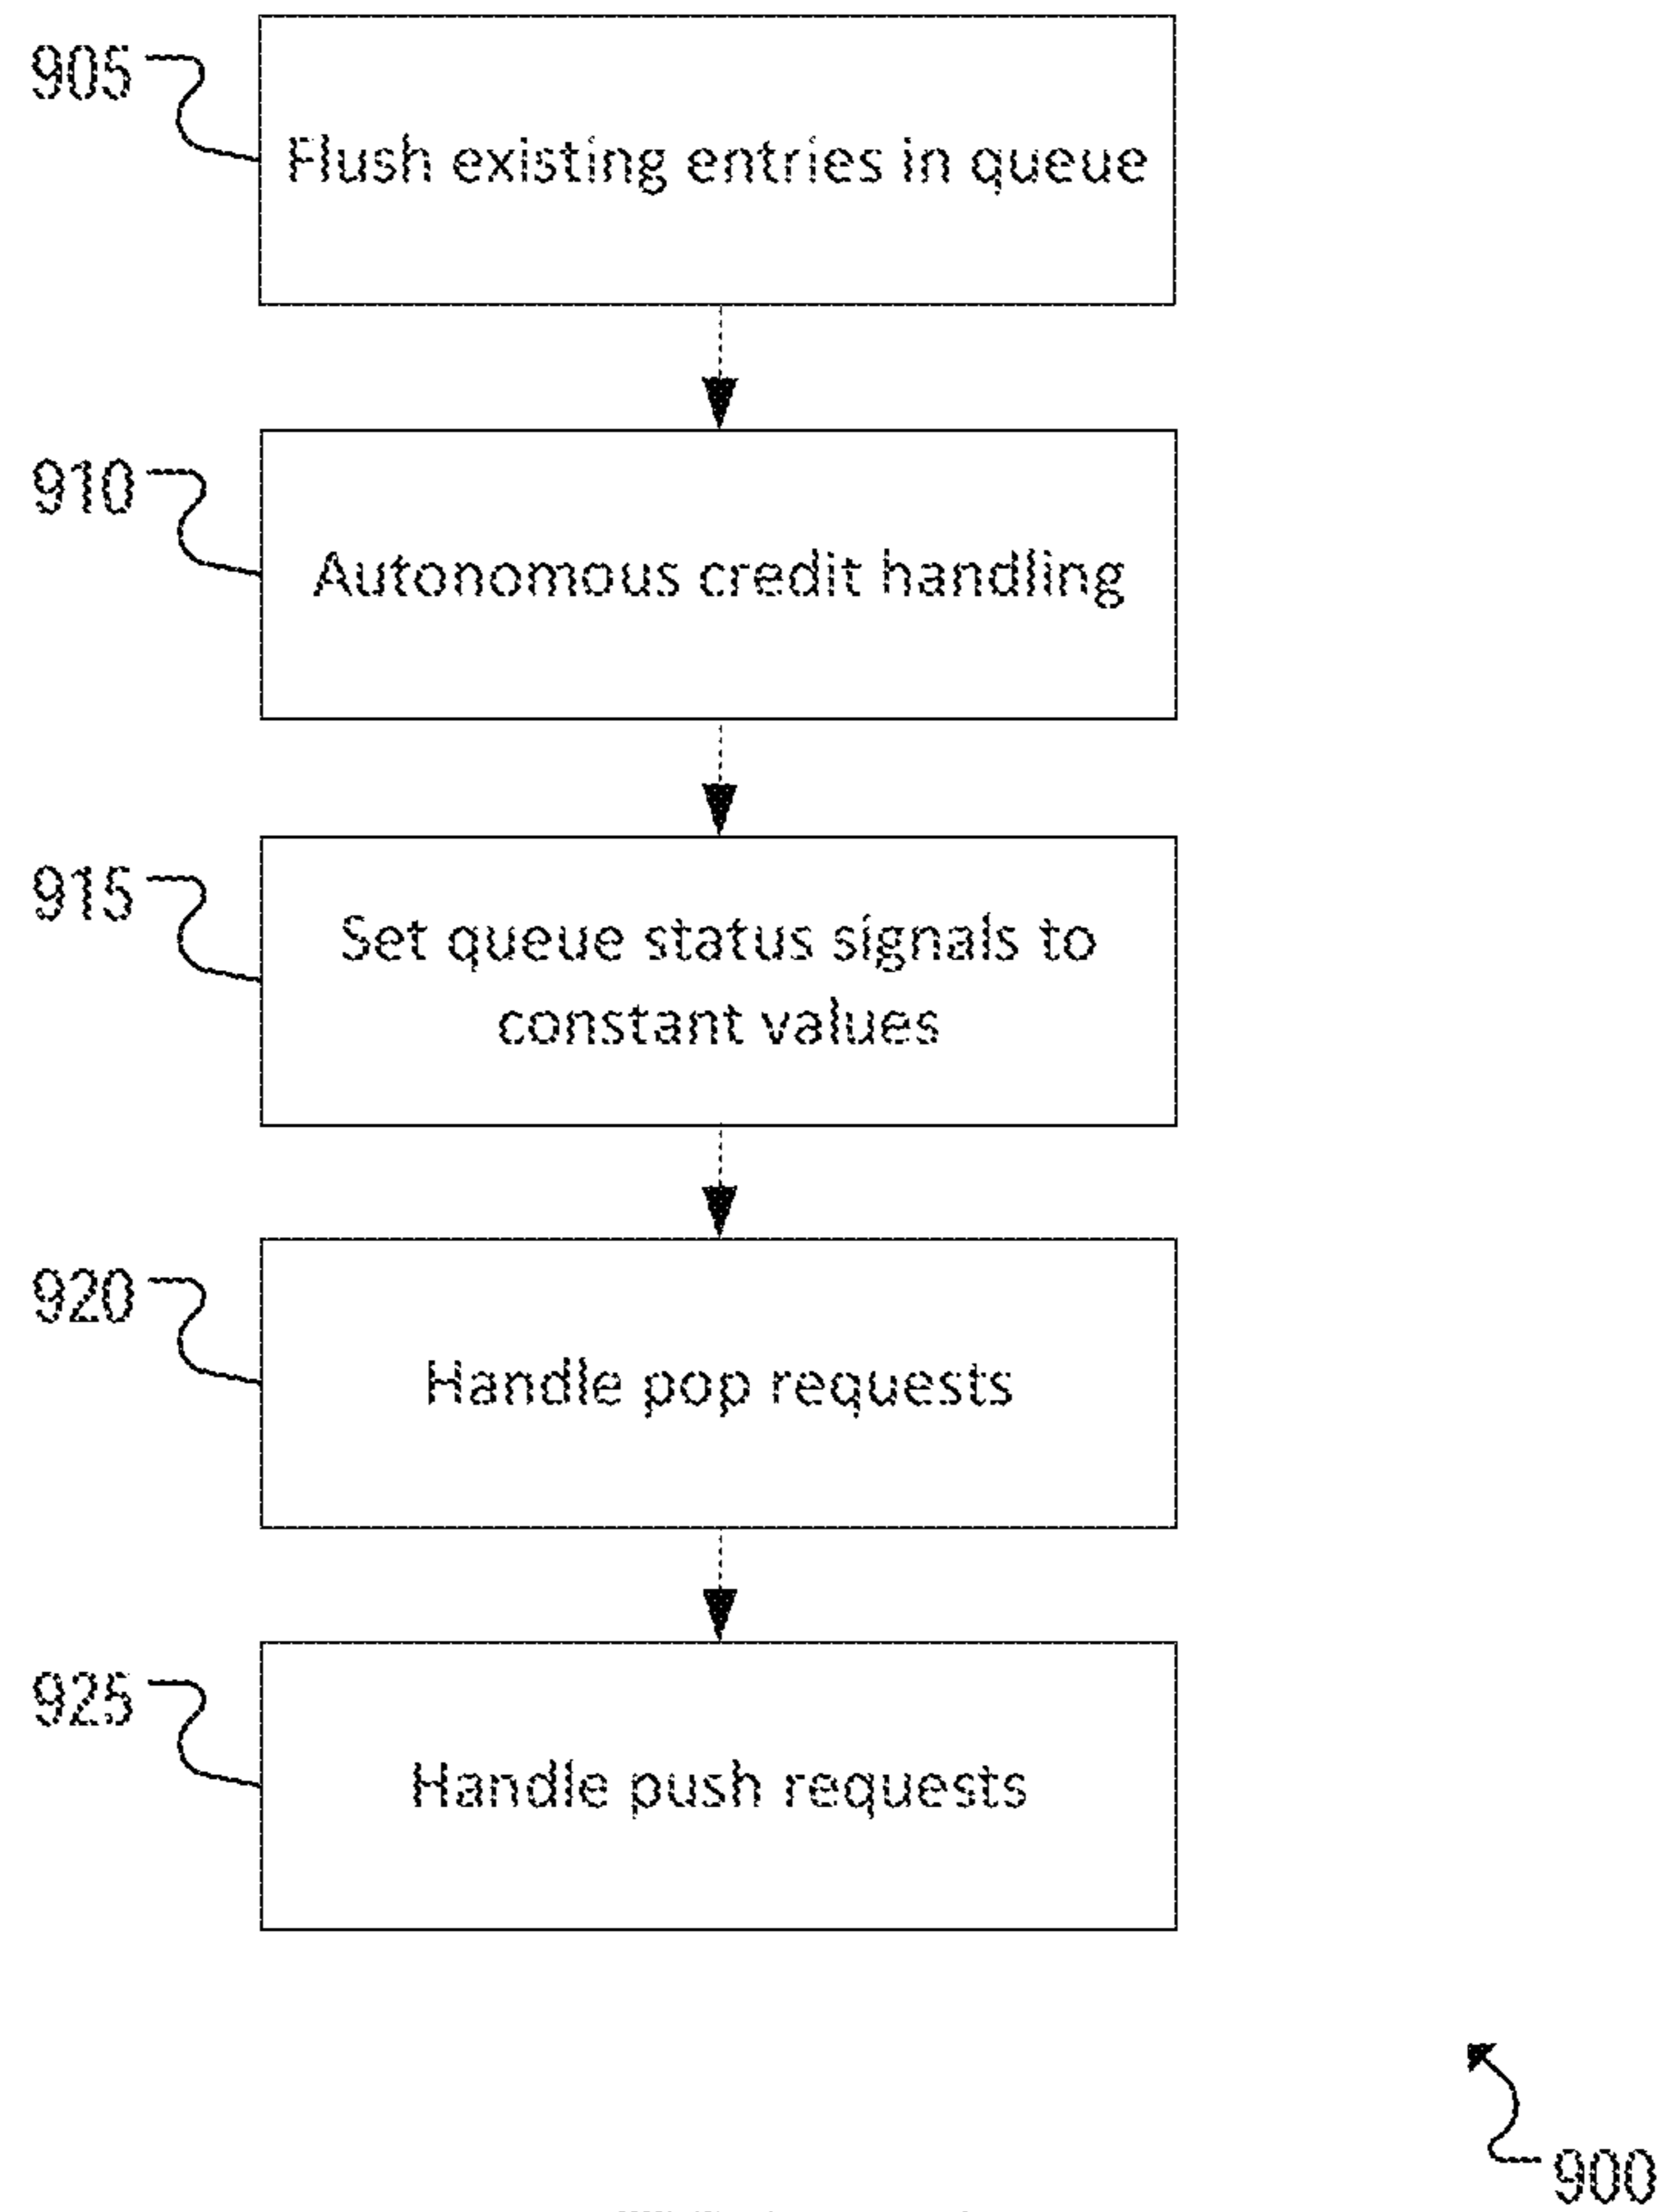 905
Flush existing entries in queue
910
Autonomous credit handling
915
Set queue status signals to
constant values
920
Handle pop requests
925
Handle push requests
900